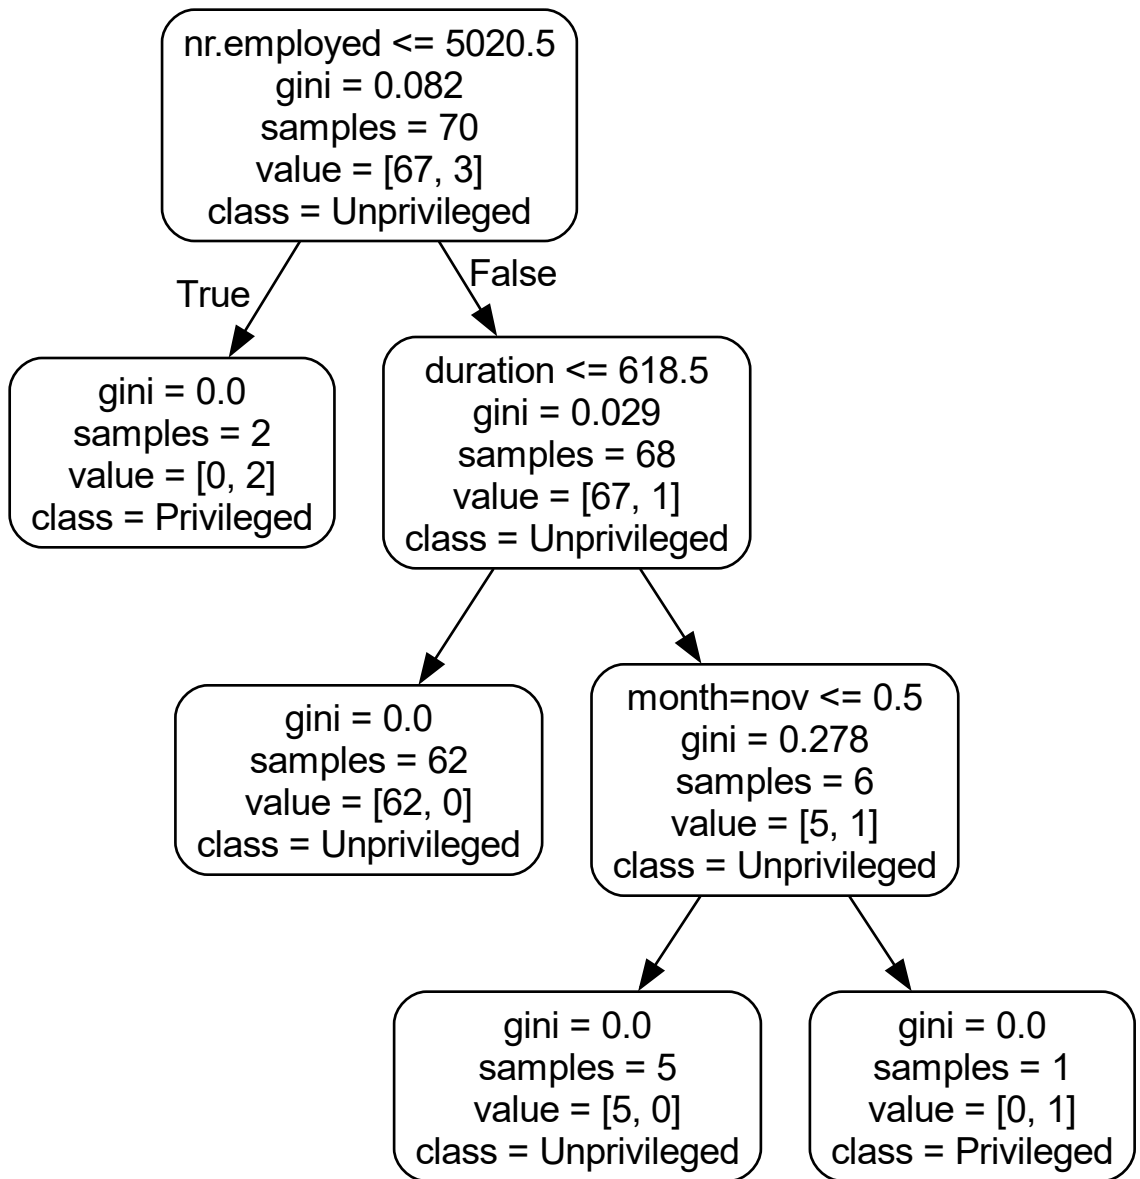 nr.employed <= 5020.5
gini = 0.082
samples = 70
value = [67, 3]
class = Unprivileged
True
False
gini = 0.0
samples = 2
value = [0, 2]
class = Privileged
duration <= 618.5
gini = 0.029
samples = 68
value = [67, 1]
class = Unprivileged
gini = 0.0
samples = 62
value = [62, 0]
class = Unprivileged
month=nov <= 0.5
gini = 0.278
samples = 6
value = [5, 1]
class = Unprivileged
gini = 0.0
samples = 5
value = [5, 0]
class = Unprivileged
gini = 0.0
samples = 1
value = [0, 1]
class = Privileged